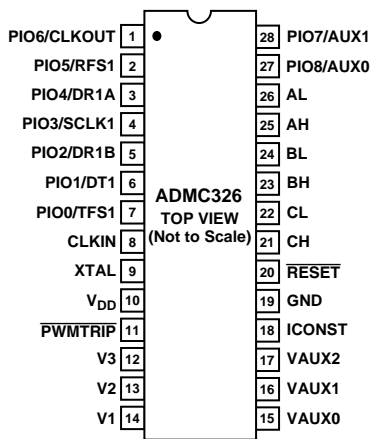 PIO6/CLKOUT 1 28 PIO7/AUX1
PIO5/RFS1 2 27 PIO8/AUX0
PIO4/DR1A 3 26 AL
PIO3/SCLK1 4 25 AH
PIO2/DR1B 5 24 BL
PIO1/DT1 6 23 BH
PIO0/TFS1 7 22 CL
CLKIN 8 21 CH
XTAL 9 20 RESET
VDD 10 19 GND
PWMTRIP 11 18 ICONST
V3 12 17 VAUX2
V2 13 16 VAUX1
V1 14 15 VAUX0
ADMC326
TOP VIEW
(Not to Scale)